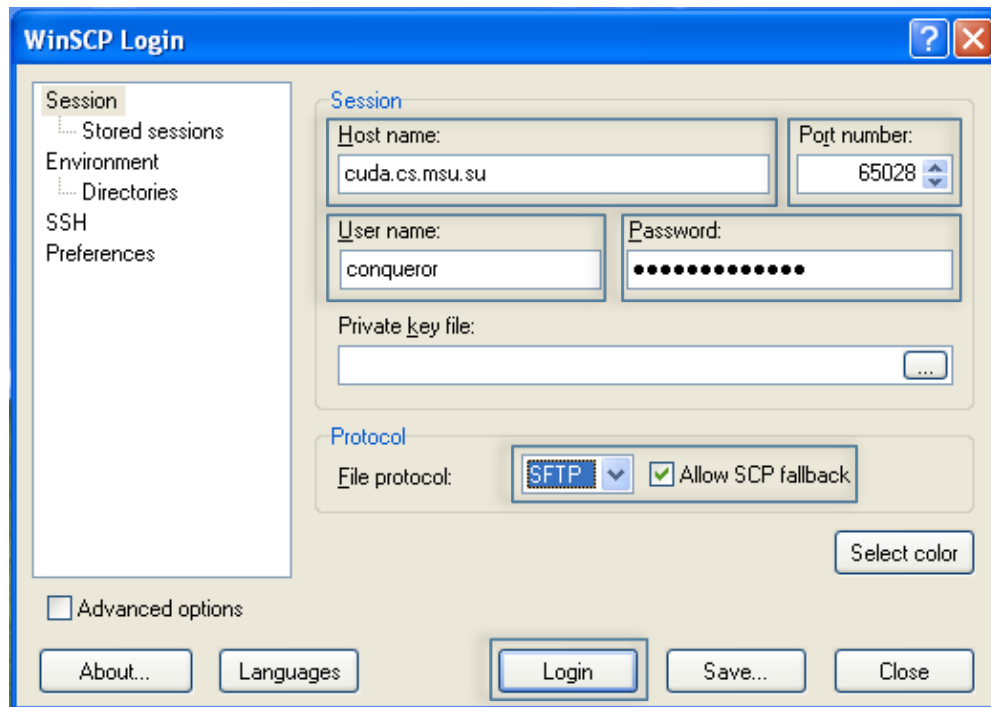 WinSCP Login
Session
Stored sessions
Environment
Directories
SSH
Preferences
Session
Host name:
Port number:
cuda.cs.msu.su
65028
User name:
Password:
conqueror
●●●●●●●●●●●●●
Private key file:
...
Protocol
File protocol:
SFTP
Allow SCP fallback
Select color
Advanced options
About...
Languages
Login
Save...
Close